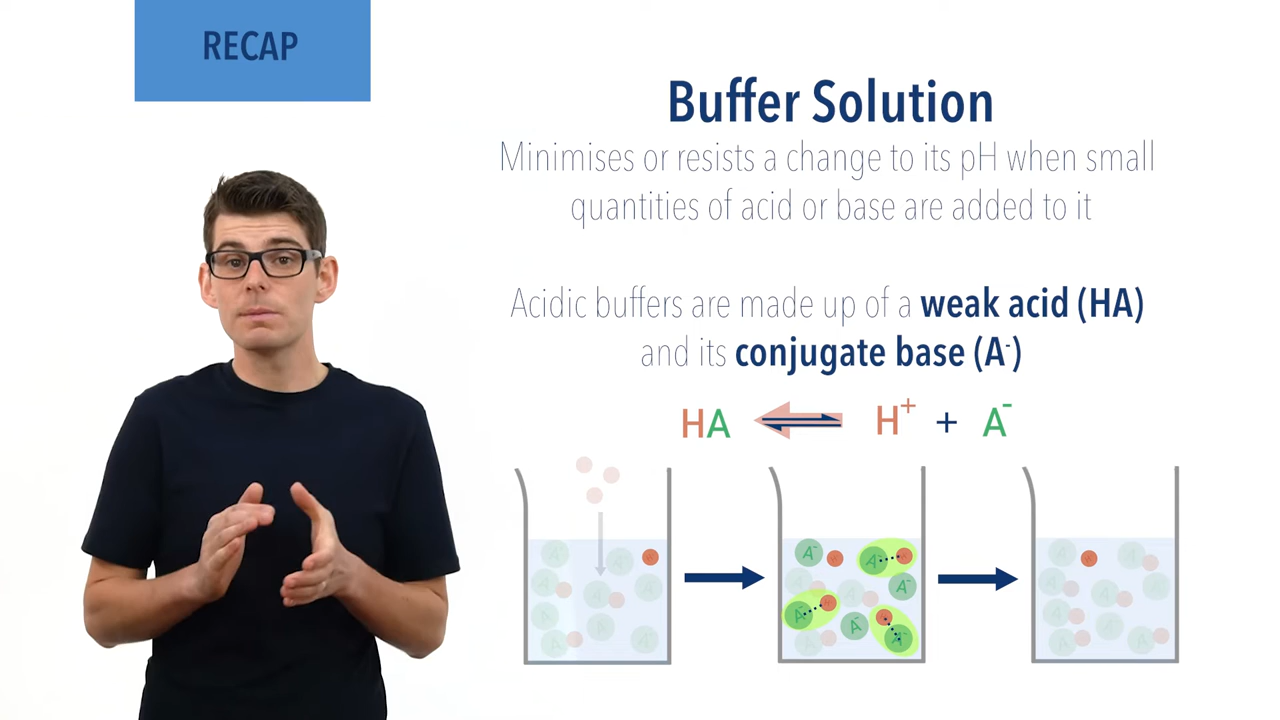 RECAP
Buffer Solution
Minimises or resists a change to its pH when small
quantities of acid or base are added to it
Acidic buffers are made up of a weak acid (HA)
and its conjugate base (A⁻)
HA ⇌ H⁺ + A⁻
A⁻
A⁻
A⁻
A⁻
A⁻
A⁻